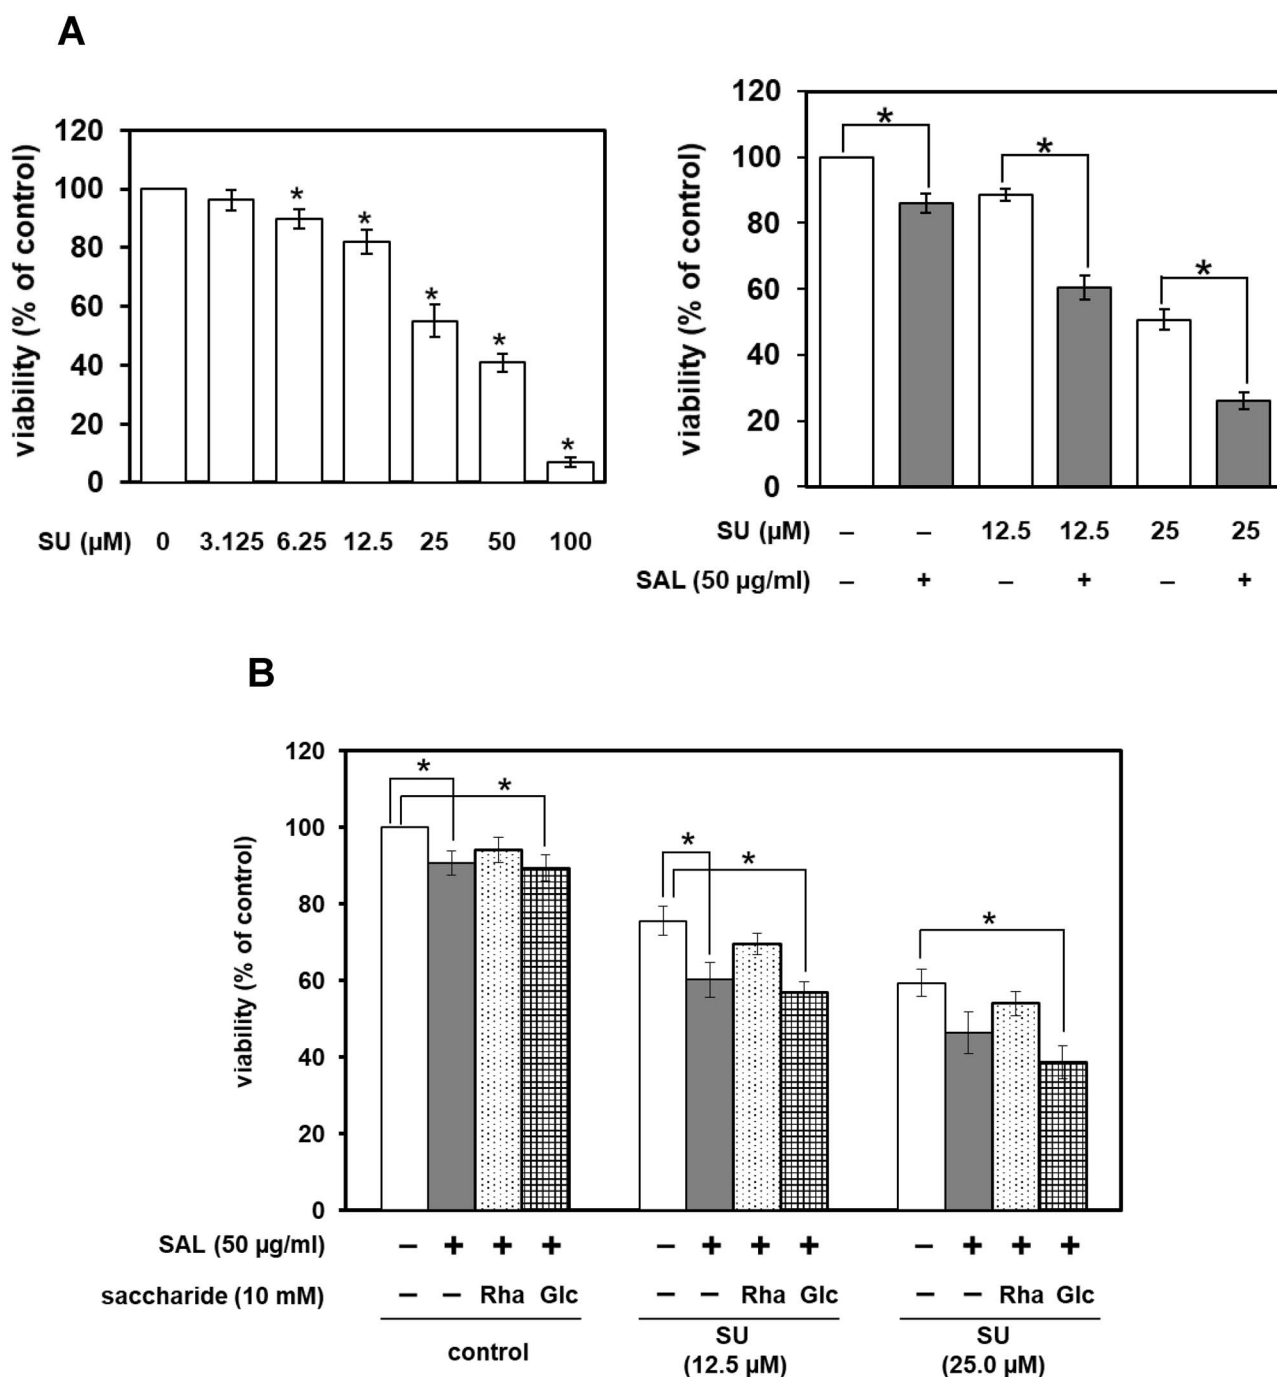 A
viability (% of control)
120
100
80
60
40
20
0
*
*
*
*
*
SU (µM) 0 3.125 6.25 12.5 25 50 100
viability (% of control)
120
100
80
60
40
20
0
*
*
*
SU (µM) – – 12.5 12.5 25 25
SAL (50 µg/ml) – + – + – +
B
viability (% of control)
120
100
80
60
40
20
0
*
*
*
*
*
SAL (50 µg/ml) – + + + – + + + – + + +
saccharide (10 mM) – – Rha Glc – – Rha Glc – – Rha Glc
control
SU
(12.5 µM)
SU
(25.0 µM)